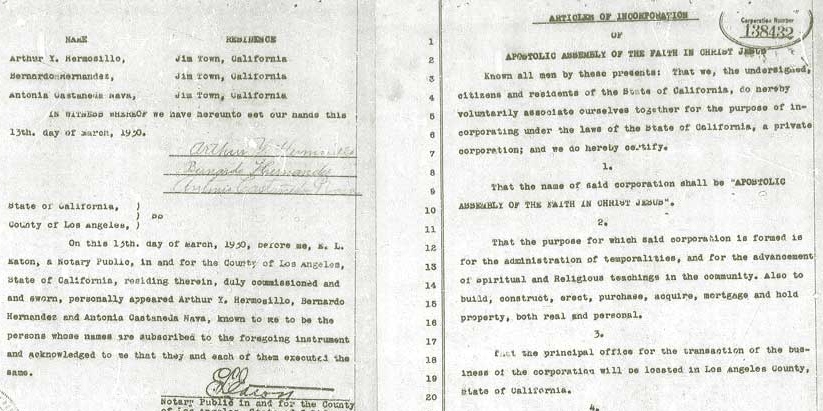 NAME RESIDENCE
Arthur Y. Hermosillo, Jim Town, California
Bernardo Hernandez, Jim Town, California
Antonia Castaneda Nava, Jim Town, California
IN WITNESS WHEREOF we have hereunto set our hands this
13th. day of march, 1930.
Arthur Y. Hermosillo
Bernardo Hernandez
Antonio Castaneda Nava
State of California, )
) ss
County of Los Angeles, )
On this 13th. day of March, 1930, before me, E. L.
Eaton, a Notary Public, in and for the County of Los Angeles,
State of California, residing therein, duly commissioned and
and sworn, personally appeared Arthur Y. Hermosillo, Bernardo
Hernandez and Antonia Castaneda Nava, known to me to be the
persons whose names are subscribed to the foregoing instrument
and acknowledged to me that they and each of them executed the
same.
Notary Public in and for the County
ARTICLES OF INCORPORATION
Corporation Number
138432
1 OF
2 APOSTOLIC ASSEMBLY OF THE FAITH IN CHRIST JESUS
3 Known all men by these presents: That we, the undersigned,
4 citizens and residents of the State of California, do hereby
5 voluntarily associate ourselves together for the purpose of in-
6 corporating under the laws of the State of California, a private
7 corporation; and we do hereby certify.
8 1.
9 That the name of said corporation shall be "APOSTOLIC
10 ASSEMBLY OF THE FAITH IN CHRIST JESUS".
11 2.
12 That the purpose for which said corporation is formed is
13 for the administration of temporalities, and for the advancement
14 of Spiritual and Religious teachings in the community. Also to
15 build, construct, erect, purchase, acquire, mortgage and hold
16 property, both real and personal.
17 3.
18 That the principal office for the transaction of the bus-
19 iness of the corporation will be located in Los Angeles County,
20 State of California.
4.